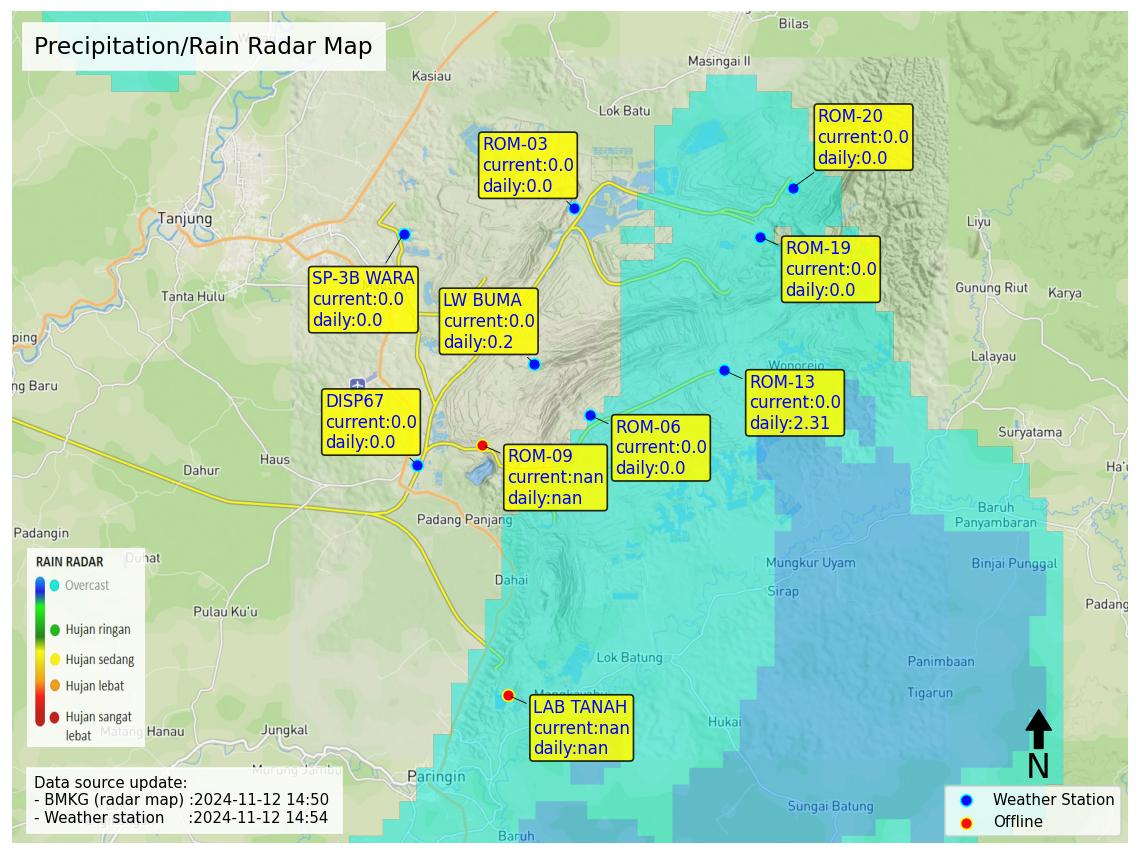 Precipitation/Rain Radar Map
Bilas
Masingai II
Kasiau
Lok Batu
ROM-20
current:0.0
daily:0.0
ROM-03
current:0.0
daily:0.0
Tanjung
Liyu
ROM-19
current:0.0
daily:0.0
SP-3B WARA
current:0.0
daily:0.0
Tanta Hulu
LW BUMA
current:0.0
daily:0.2
Gunung Riut
Karya
ping
Lalayau
Wonorejo
ng Baru
ROM-13
current:0.0
daily:2.31
DISP67
current:0.0
daily:0.0
ROM-06
current:0.0
daily:0.0
Suryatama
ROM-09
current:nan
daily:nan
Haus
Dahur
Ha'u
Padang Panjang
Baruh
Panyambaran
Padangin
Duhat
Mungkur Uyam
Binjai Punggal
Dahai
Sirap
Padang
Pulau Ku'u
RAIN RADAR
Overcast
Hujan ringan
Hujan sedang
Hujan lebat
Hujan sangat
lebat
Lok Batung
Panimbaan
Tigarun
LAB TANAH
current:nan
daily:nan
Hukai
Matang Hanau
Jungkal
Murung Jambu
Paringin
N
Data source update:
- BMKG (radar map) :2024-11-12 14:50
- Weather station :2024-11-12 14:54
Sungai Batung
Baruh
Weather Station
Offline